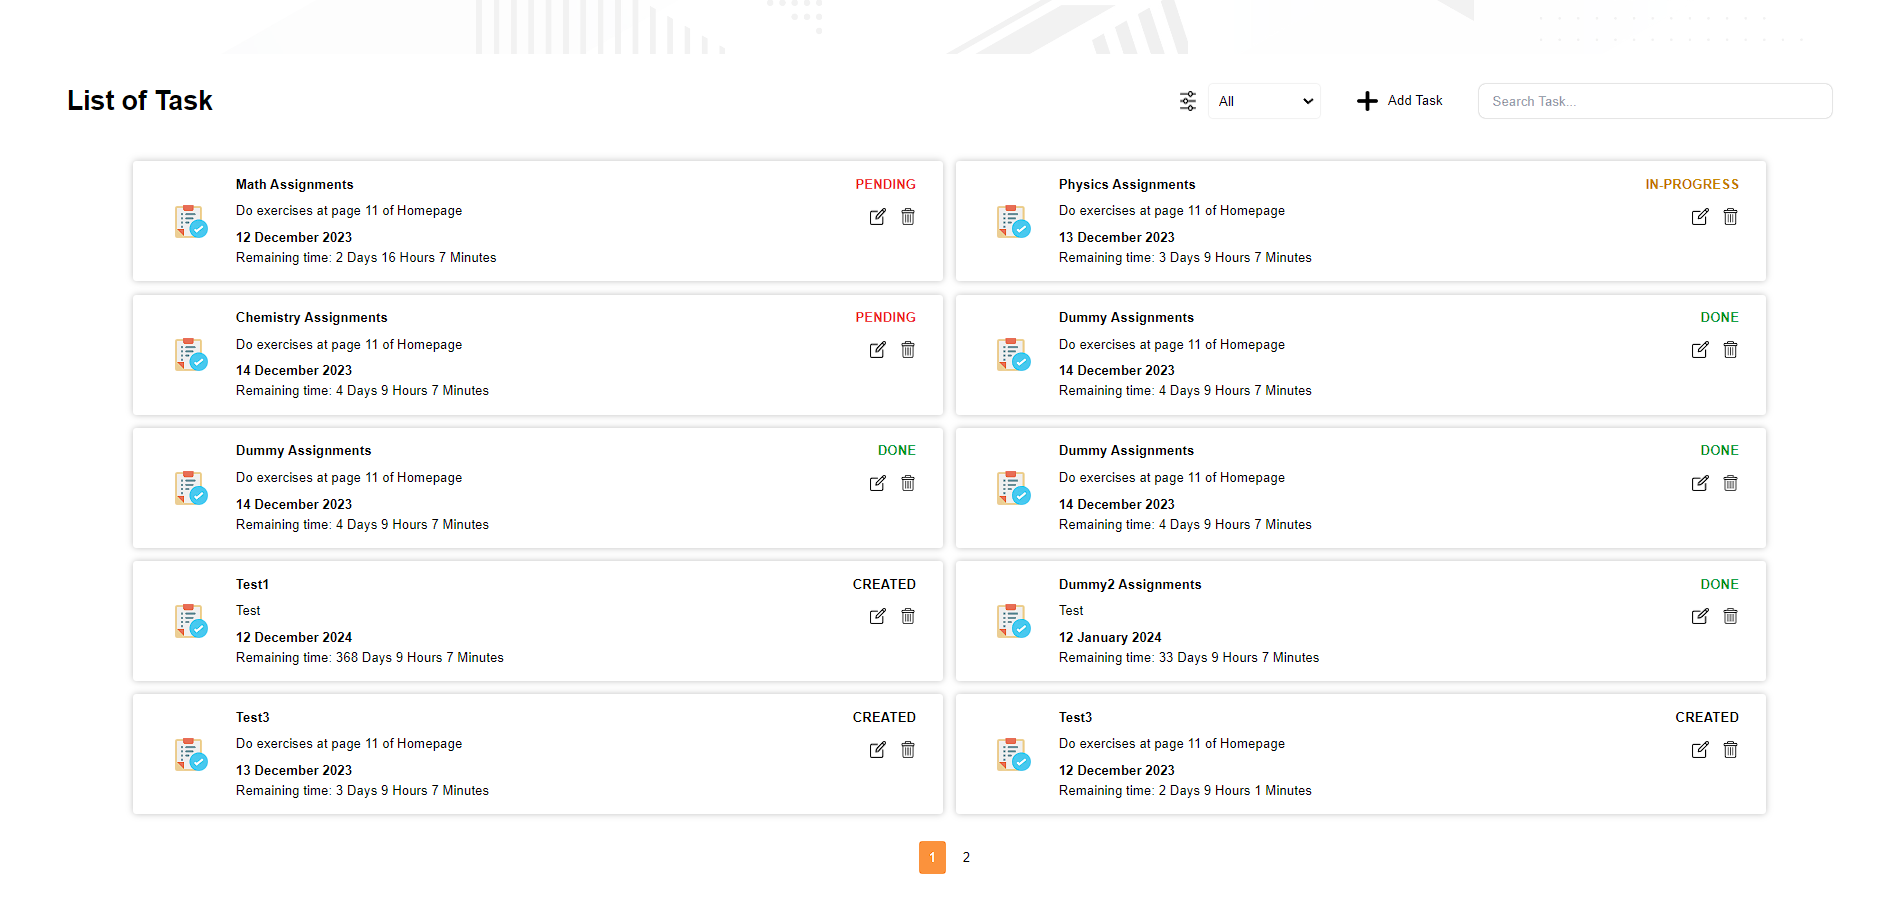 List of Task
All
Add Task
Search Task...
Math Assignments
PENDING
Do exercises at page 11 of Homepage
12 December 2023
Remaining time: 2 Days 16 Hours 7 Minutes
Physics Assignments
IN-PROGRESS
Do exercises at page 11 of Homepage
13 December 2023
Remaining time: 3 Days 9 Hours 7 Minutes
Chemistry Assignments
PENDING
Do exercises at page 11 of Homepage
14 December 2023
Remaining time: 4 Days 9 Hours 7 Minutes
Dummy Assignments
DONE
Do exercises at page 11 of Homepage
14 December 2023
Remaining time: 4 Days 9 Hours 7 Minutes
Dummy Assignments
DONE
Do exercises at page 11 of Homepage
14 December 2023
Remaining time: 4 Days 9 Hours 7 Minutes
Dummy Assignments
DONE
Do exercises at page 11 of Homepage
14 December 2023
Remaining time: 4 Days 9 Hours 7 Minutes
Test1
CREATED
Test
12 December 2024
Remaining time: 368 Days 9 Hours 7 Minutes
Dummy2 Assignments
DONE
Test
12 January 2024
Remaining time: 33 Days 9 Hours 7 Minutes
Test3
CREATED
Do exercises at page 11 of Homepage
13 December 2023
Remaining time: 3 Days 9 Hours 7 Minutes
Test3
CREATED
Do exercises at page 11 of Homepage
12 December 2023
Remaining time: 2 Days 9 Hours 1 Minutes
1
2